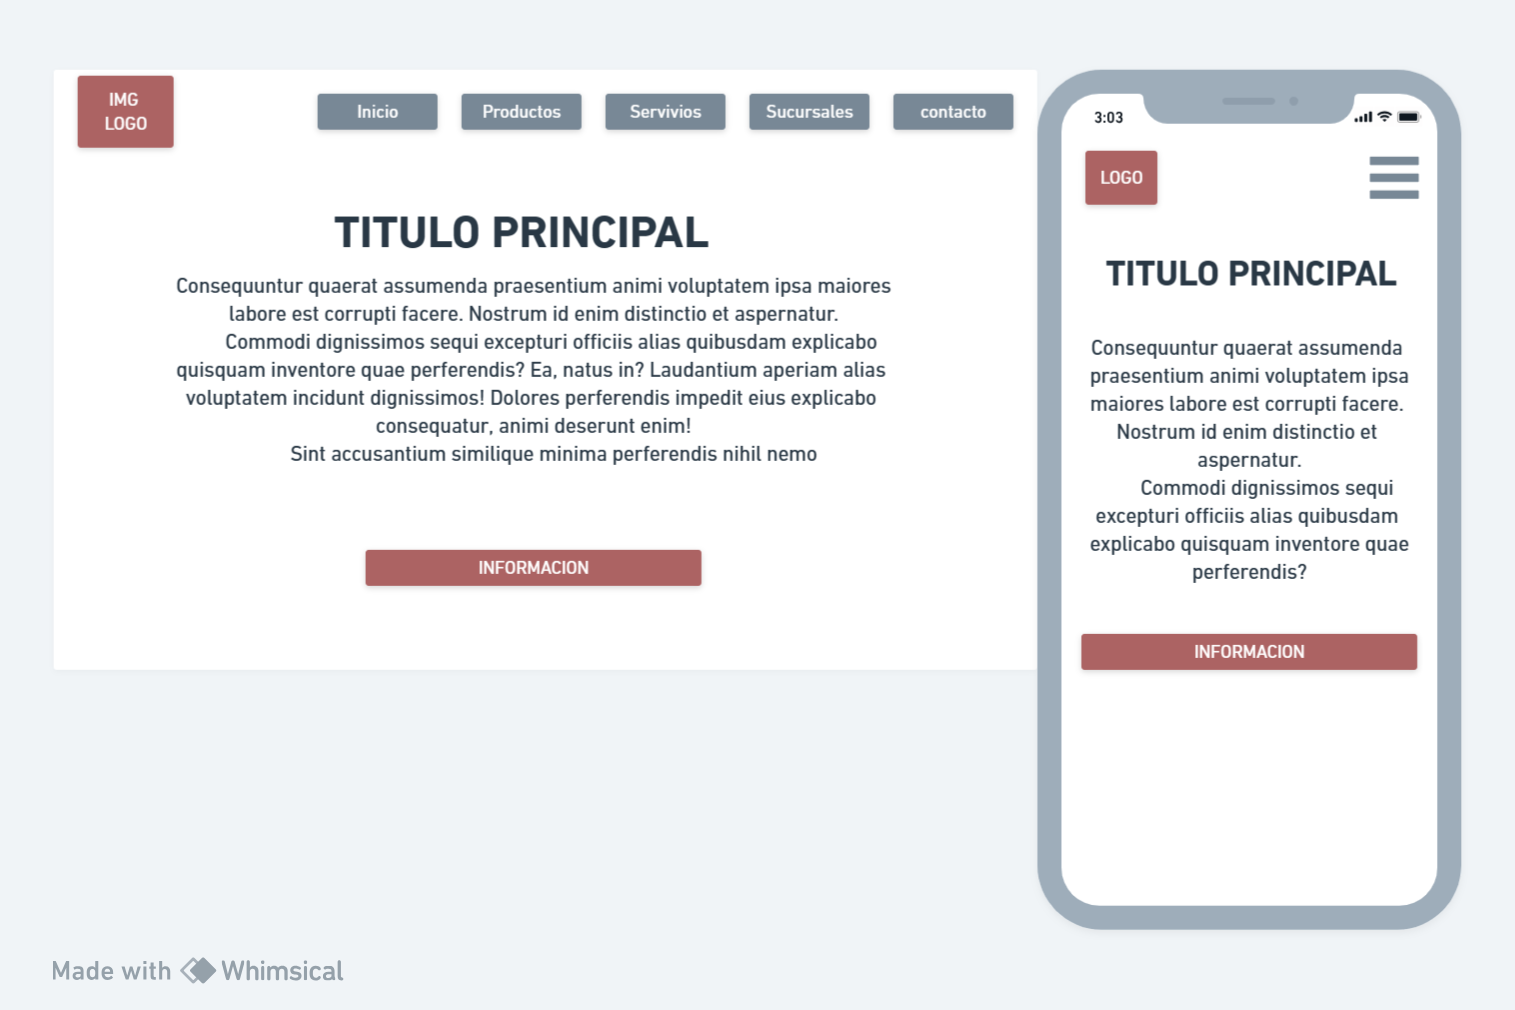 IMG
LOGO
Inicio
Productos
Servivios
Sucursales
contacto
TITULO PRINCIPAL
Consequuntur quaerat assumenda praesentium animi voluptatem ipsa maiores
labore est corrupti facere. Nostrum id enim distinctio et aspernatur.
Commodi dignissimos sequi excepturi officiis alias quibusdam explicabo
quisquam inventore quae perferendis? Ea, natus in? Laudantium aperiam alias
voluptatem incidunt dignissimos! Dolores perferendis impedit eius explicabo
consequatur, animi deserunt enim!
Sint accusantium similique minima perferendis nihil nemo
INFORMACION
3:03
LOGO
TITULO PRINCIPAL
Consequuntur quaerat assumenda
praesentium animi voluptatem ipsa
maiores labore est corrupti facere.
Nostrum id enim distinctio et
aspernatur.
Commodi dignissimos sequi
excepturi officiis alias quibusdam
explicabo quisquam inventore quae
perferendis?
INFORMACION
Made with Whimsical